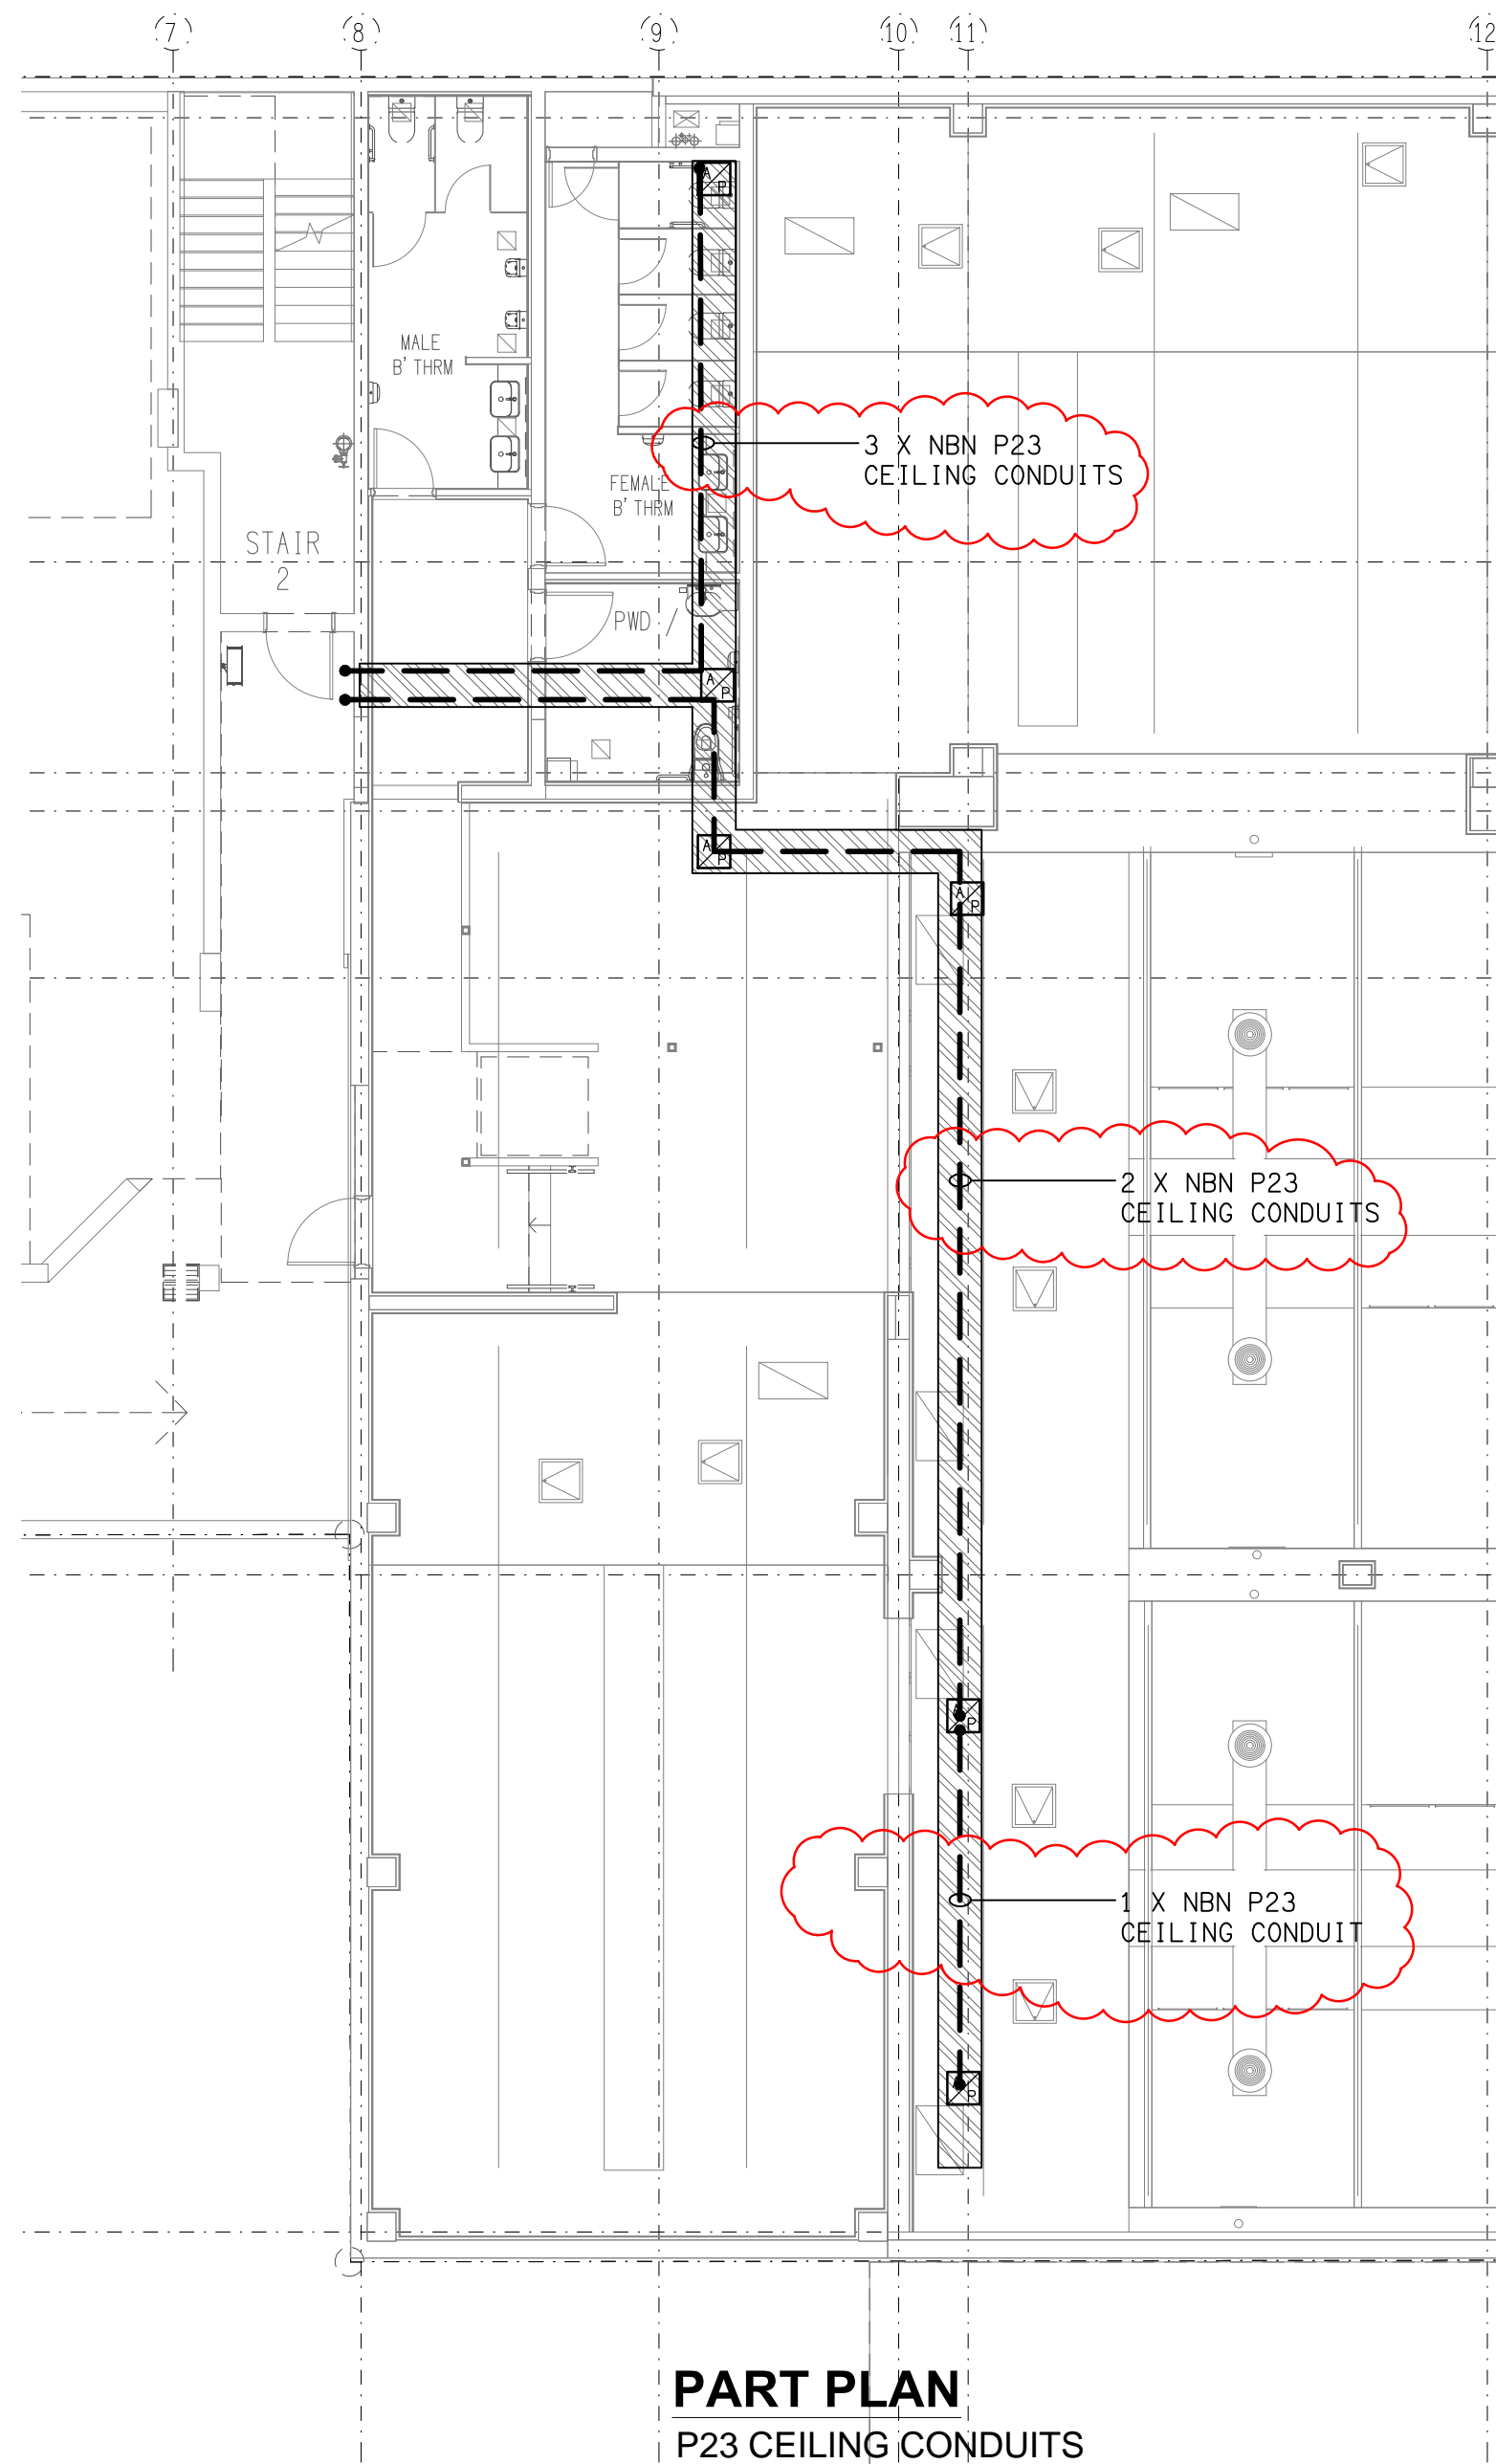 7
8
9
10
11
12
MALE
B'THRM
3 X NBN P23
CEILING CONDUITS
FEMALE
B'THRM
STAIR
2
PWD
A
P
A
P
A
P
A
P
2 X NBN P23
CEILING CONDUITS
A
P
1 X NBN P23
CEILING CONDUIT
A
P
PART PLAN
P23 CEILING CONDUITS